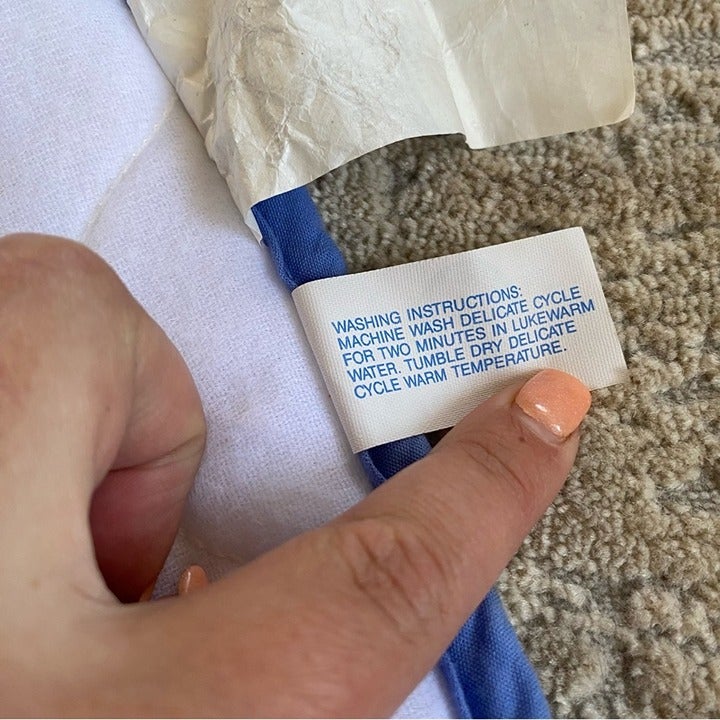 WASHING INSTRUCTIONS:
MACHINE WASH DELICATE CYCLE
FOR TWO MINUTES IN LUKEWARM
WATER. TUMBLE DRY DELICATE
CYCLE WARM TEMPERATURE.